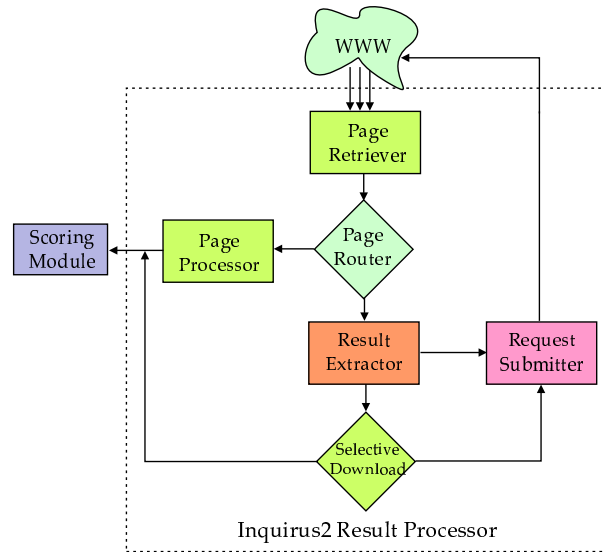 WWW
Page
Retriever
Scoring
Module
Page
Processor
Page
Router
Result
Extractor
Request
Submitter
Selective
Download
Inquirus2 Result Processor